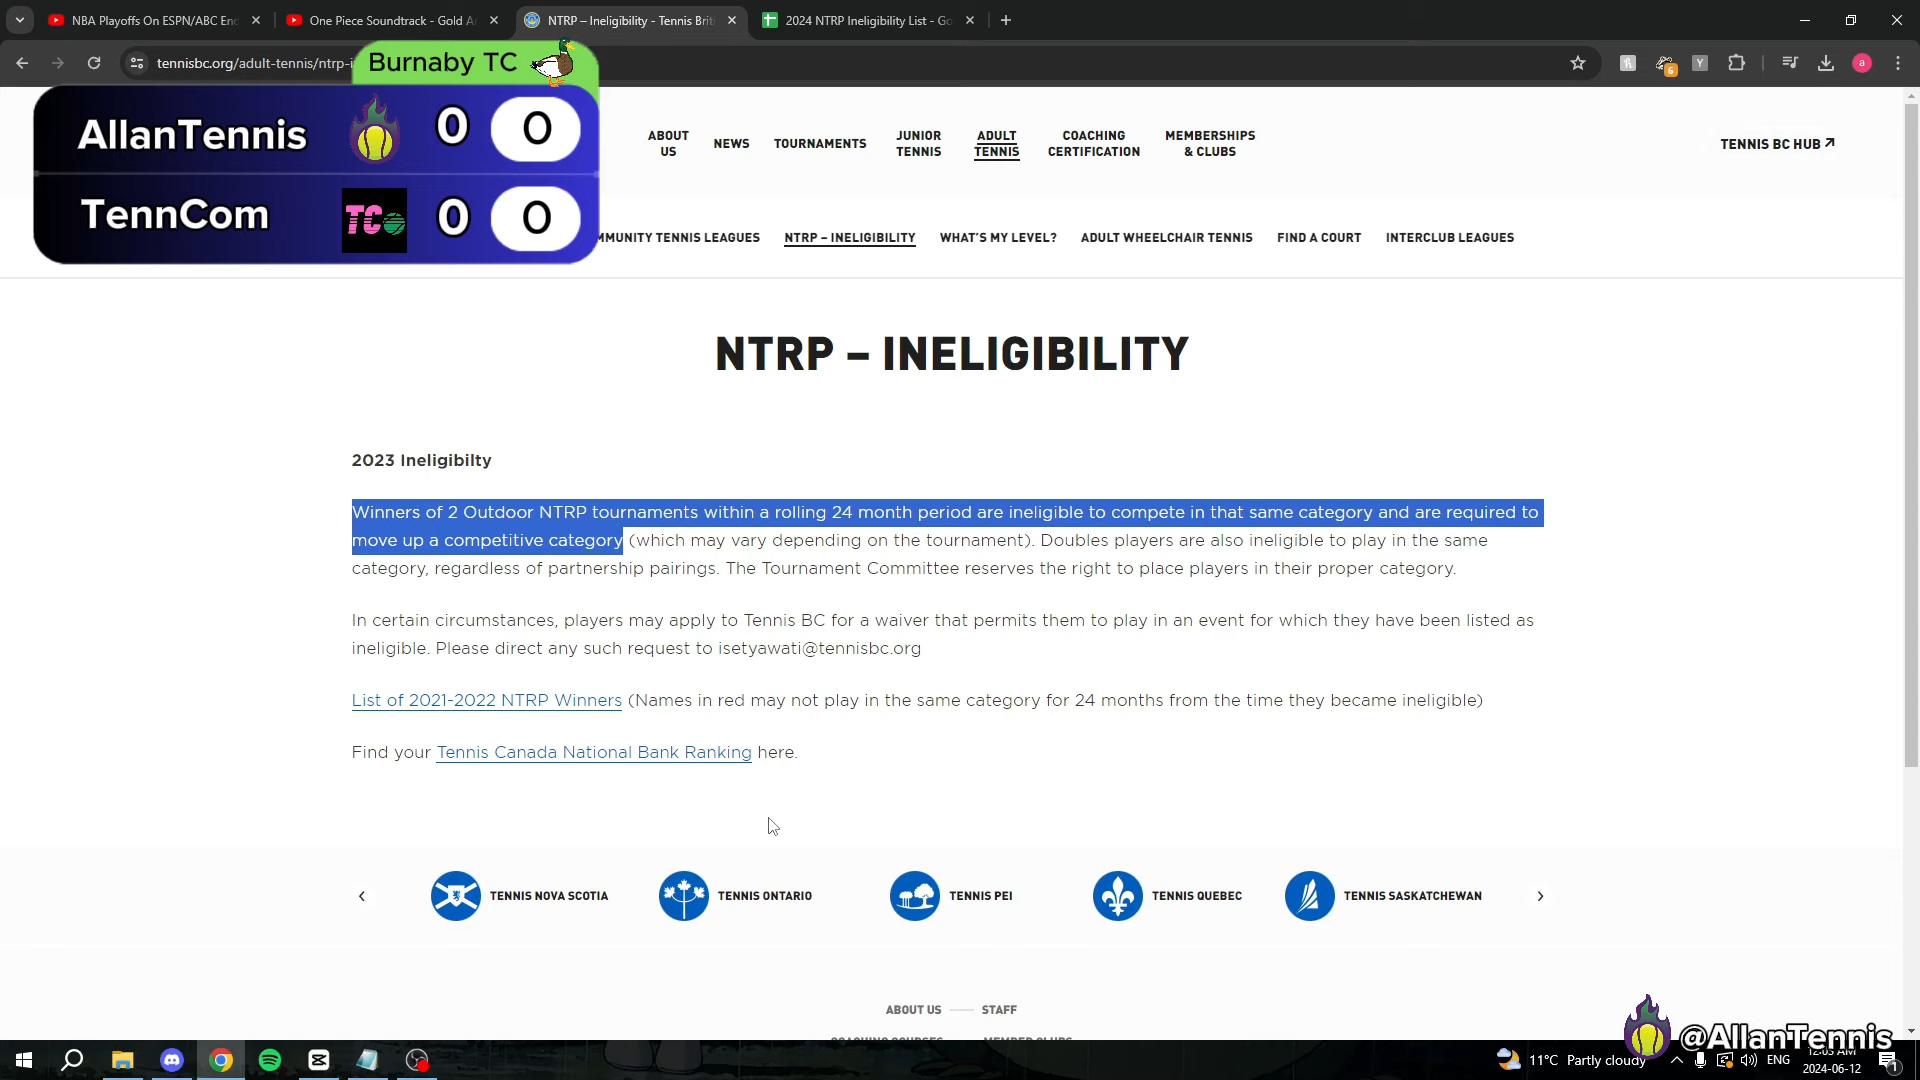 NBA Playoffs On ESPN/ABC En
One Piece Soundtrack - Gold A
NTRP – Ineligibility - Tennis Brit
2024 NTRP Ineligibility List - Go
tennisbc.org/adult-tennis/ntrp-i
6
Y
a
Burnaby TC
AllanTennis 0 0
TennCom TC 0 0
ABOUT US
NEWS
TOURNAMENTS
JUNIOR TENNIS
ADULT TENNIS
COACHING CERTIFICATION
MEMBERSHIPS & CLUBS
TENNIS BC HUB
MMUNITY TENNIS LEAGUES
NTRP – INELIGIBILITY
WHAT'S MY LEVEL?
ADULT WHEELCHAIR TENNIS
FIND A COURT
INTERCLUB LEAGUES
NTRP – INELIGIBILITY
2023 Ineligibilty
Winners of 2 Outdoor NTRP tournaments within a rolling 24 month period are ineligible to compete in that same category and are required to
move up a competitive category (which may vary depending on the tournament). Doubles players are also ineligible to play in the same
category, regardless of partnership pairings. The Tournament Committee reserves the right to place players in their proper category.
In certain circumstances, players may apply to Tennis BC for a waiver that permits them to play in an event for which they have been listed as
ineligible. Please direct any such request to isetyawati@tennisbc.org
List of 2021-2022 NTRP Winners (Names in red may not play in the same category for 24 months from the time they became ineligible)
Find your Tennis Canada National Bank Ranking here.
TENNIS NOVA SCOTIA
TENNIS ONTARIO
TENNIS PEI
TENNIS QUEBEC
TENNIS SASKATCHEWAN
ABOUT US
STAFF
@AllanTennis
11°C Partly cloudy
ENG
12:03 AM
2024-06-12
1